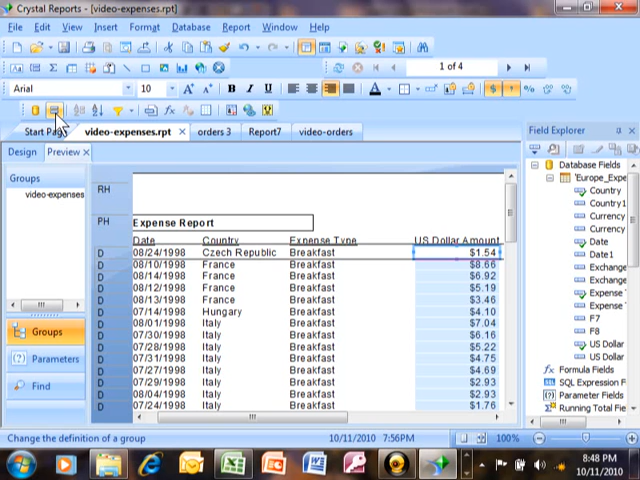 Crystal Reports - [video-expenses.rpt]
File Edit View Insert Format Database Report Window Help
1 of 4
Arial 10 A A B I U A $ ? %
Start Pag video-expenses.rpt × orders 3 Report7 video-orders
Field Explorer
Design Preview ×
Groups
video-expenses
Groups
Parameters
Find
RH
PH Expense Report
Date Country Expense Type US Dollar Amount
D 08/24/1998 Czech Republic Breakfast $1.54
D 08/10/1998 France Breakfast $8.66
D 08/14/1998 France Breakfast $6.92
D 08/12/1998 France Breakfast $5.19
D 08/13/1998 France Breakfast $3.46
D 07/14/1998 Hungary Breakfast $4.10
D 08/01/1998 Italy Breakfast $7.04
D 07/30/1998 Italy Breakfast $6.16
D 07/28/1998 Italy Breakfast $5.22
D 07/31/1998 Italy Breakfast $4.75
D 07/27/1998 Italy Breakfast $4.69
D 07/29/1998 Italy Breakfast $2.93
D 08/04/1998 Italy Breakfast $2.93
D 07/24/1998 Italy Breakfast $1.76
Database Fields
'Europe_Expe
Country
Country1
Currency
Currency
Date
Date1
Exchange
Exchange
Expense
Expense
F7
F8
US Dollar
US Dollar
Formula Fields
SQL Expression F
Parameter Fields
Running Total Fie
Change the definition of a group 10/11/2010 7:56PM 100%
8:48 PM
10/11/2010